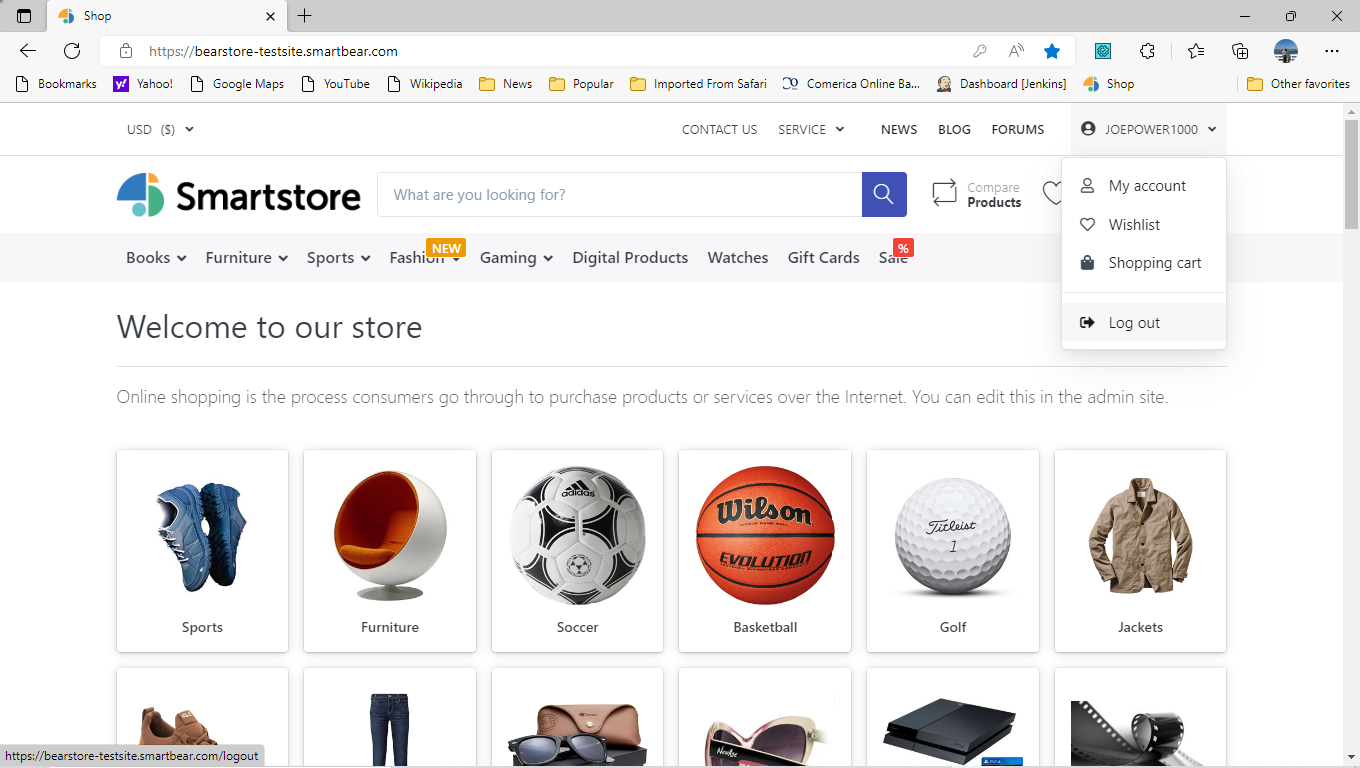 Shop
https://bearstore-testsite.smartbear.com
Bookmarks
Yahoo!
Google Maps
YouTube
Wikipedia
News
Popular
Imported From Safari
Comerica Online Ba...
Dashboard [Jenkins]
Shop
Other favorites
USD ($)
CONTACT US
SERVICE
NEWS
BLOG
FORUMS
JOEPOWER1000
Smartstore
What are you looking for?
Compare
Products
My account
Wishlist
Shopping cart
Log out
NEW
%
Books
Furniture
Sports
Fashion
Gaming
Digital Products
Watches
Gift Cards
Sale
Welcome to our store
Online shopping is the process consumers go through to purchase products or services over the Internet. You can edit this in the admin site.
adidas
Wilson
EVOLUTION
Titleist
1
Sports
Furniture
Soccer
Basketball
Golf
Jackets
PS4
https://bearstore-testsite.smartbear.com/logout